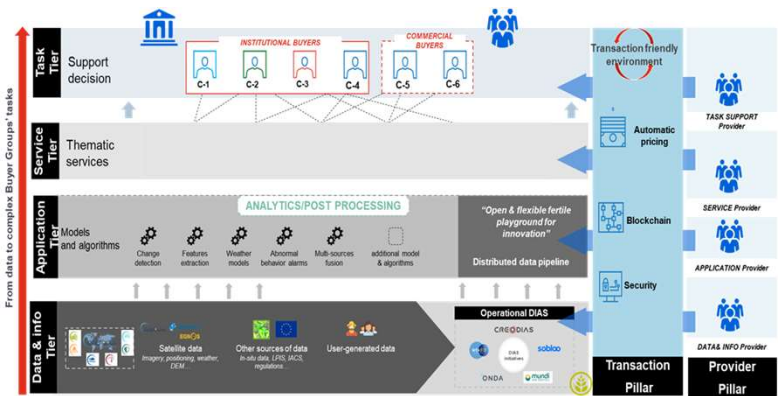 From data to complex Buyer Groups' tasks
Task
Tier
Support
decision
INSTITUTIONAL BUYERS
COMMERCIAL
BUYERS
C-1
C-2
C-3
C-4
C-5
C-6
Service
Tier
Thematic
services
Application
Tier
Models
and algorithms
ANALYTICS/POST PROCESSING
Change
detection
Features
extraction
Weather
models
Abnormal
behavior alarms
Multi-sources
fusion
additional model
& algorithms
"Open & flexible fertile
playground for
innovation"
Distributed data pipeline
Data & Info
Tier
Satellite data
Imagery, positioning, weather,
DEM…
Other sources of data
In-situ data, LPIS, IACS,
regulations…
User-generated data
Operational DIAS
CREODIAS
DIAS
initiatives
sobloo
ONDA
mundi
Transaction friendly
environment
Automatic
pricing
Blockchain
Security
Transaction
Pillar
TASK SUPPORT
Provider
SERVICE Provider
APPLICATION Provider
DATA& INFO Provider
Provider
Pillar